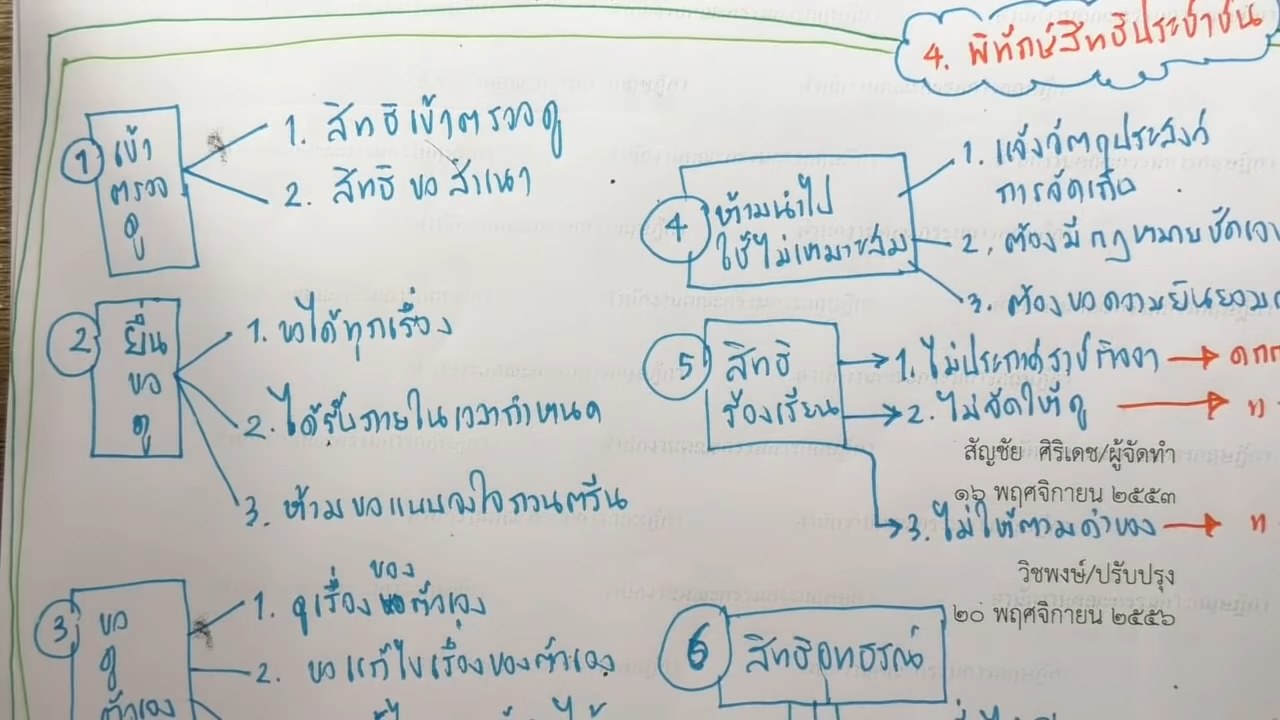 4. พิทักษ์สิทธิประชาชน
1
เข้า
ตรวจ
ดู
1. สิทธิเข้าตรวจดู
2. สิทธิขอสำเนา
2
ยื่น
ขอ
ดู
1. ขอได้ทุกเรื่อง
2. ได้รับภายในเวลากำหนด
3. ห้ามขอแบบจงใจกวนตรีน
3
ขอ
ดู
ตัวเอง
1. ดูเรื่องของตัวเอง
2. ขอแก้ไขเรื่องของตัวเอง
4
ห้ามนำไป
ใช้ไม่เหมาะสม
1. แจ้งวัตถุประสงค์
การจัดเก็บ
2. ต้องมีกฎหมายชัดเจน
3. ต้องขอความยินยอม
5
สิทธิ
ร้องเรียน
1. ไม่ประกาศราชกิจจา
2. ไม่จัดให้ดู → ท
สัญชัย ศิริเดช/ผู้จัดทำ
๑๖ พฤศจิกายน ๒๕๕๓
3. ไม่ให้ตามคำขอ → ท
วิชพงษ์/ปรับปรุง
๒๐ พฤศจิกายน ๒๕๕๖
6
สิทธิอุทธรณ์